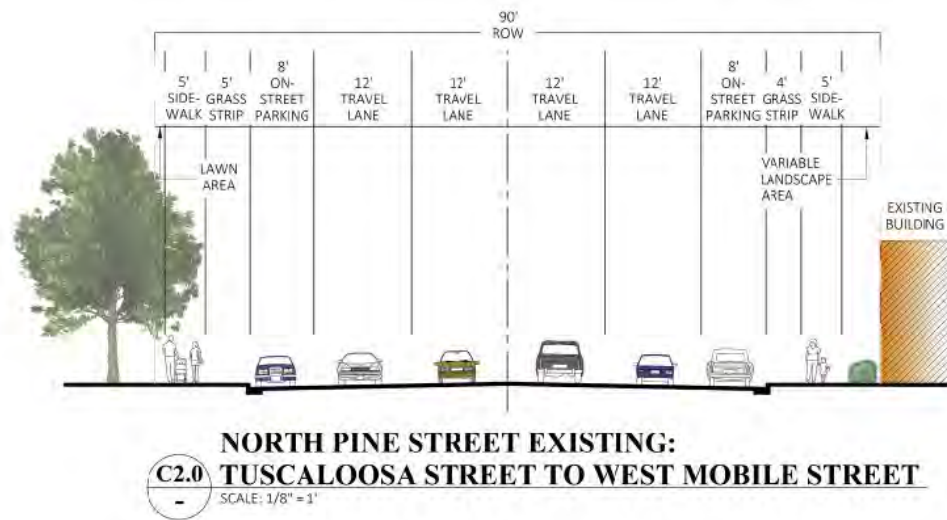 90'
ROW
5'
SIDE-
WALK
5'
GRASS
STRIP
8'
ON-
STREET
PARKING
12'
TRAVEL
LANE
12'
TRAVEL
LANE
12'
TRAVEL
LANE
12'
TRAVEL
LANE
8'
ON-
STREET
PARKING
4'
GRASS
STRIP
5'
SIDE-
WALK
LAWN
AREA
VARIABLE
LANDSCAPE
AREA
EXISTING
BUILDING
NORTH PINE STREET EXISTING:
C2.0 TUSCALOOSA STREET TO WEST MOBILE STREET
- SCALE: 1/8" = 1'